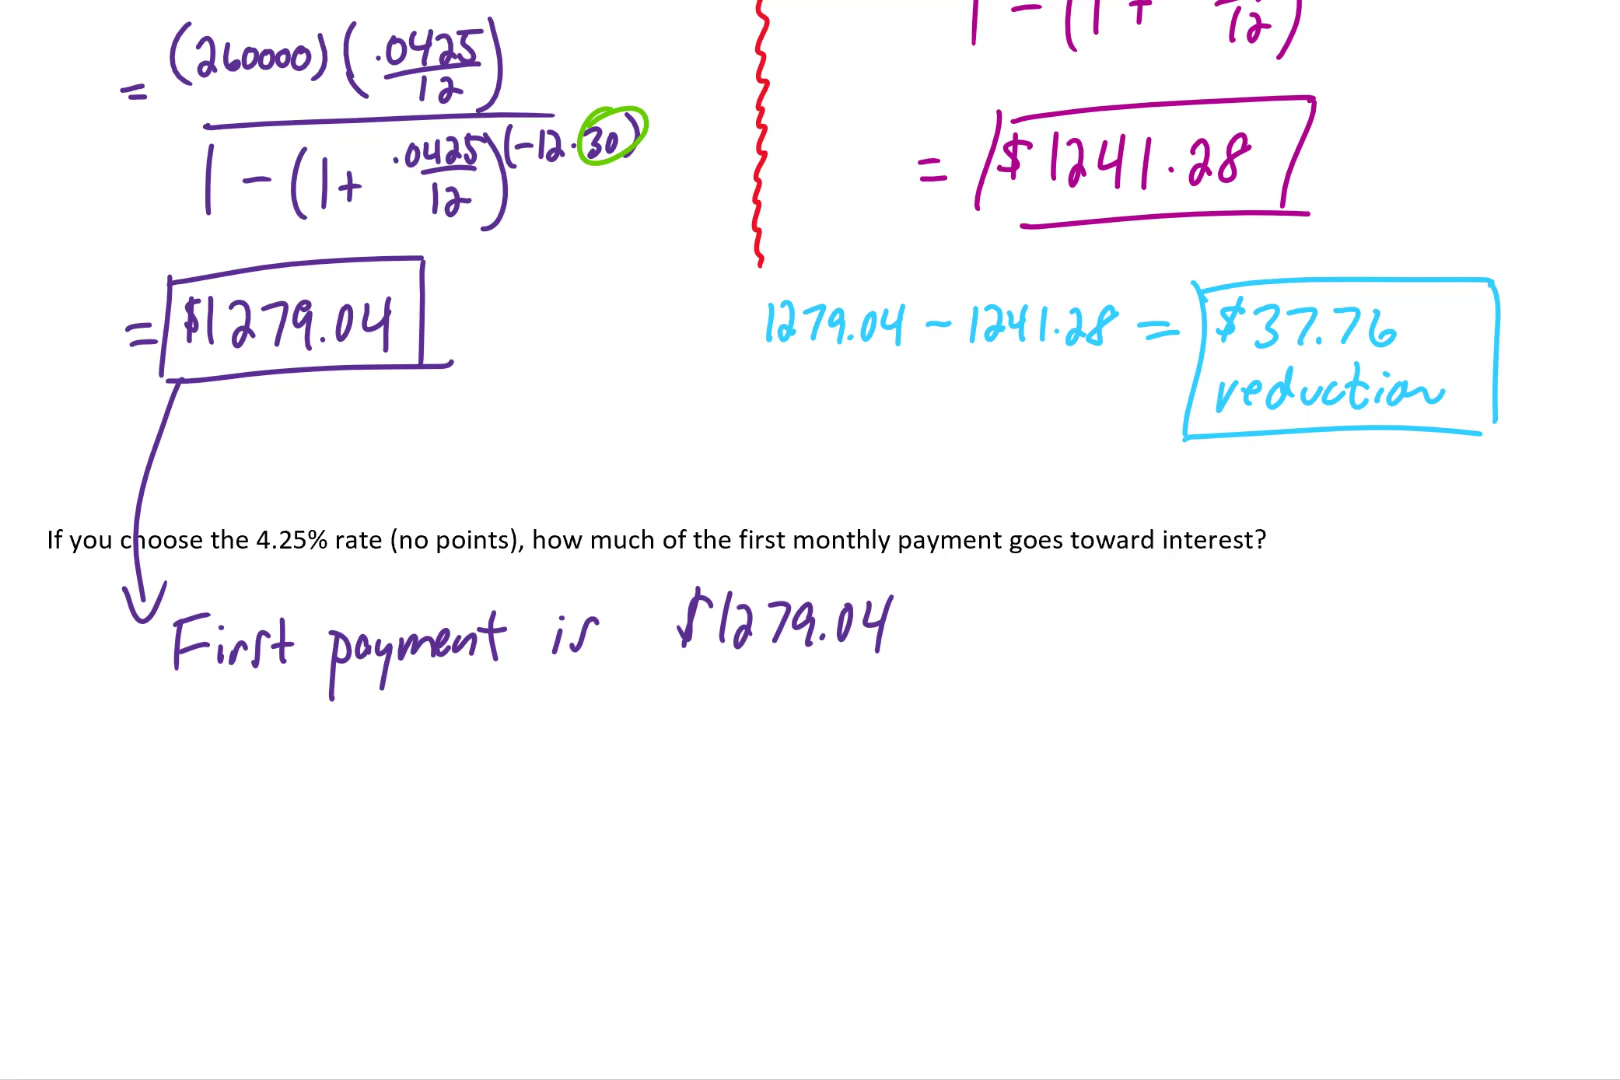 = (260000) (.0425/12)
1 - (1 + .0425/12)^(-12·30)
= $1279.04
1 - (1 + 12)
= $1241.28
1279.04 - 1241.28 = $37.76
reduction
If you choose the 4.25% rate (no points), how much of the first monthly payment goes toward interest?
First payment is $1279.04